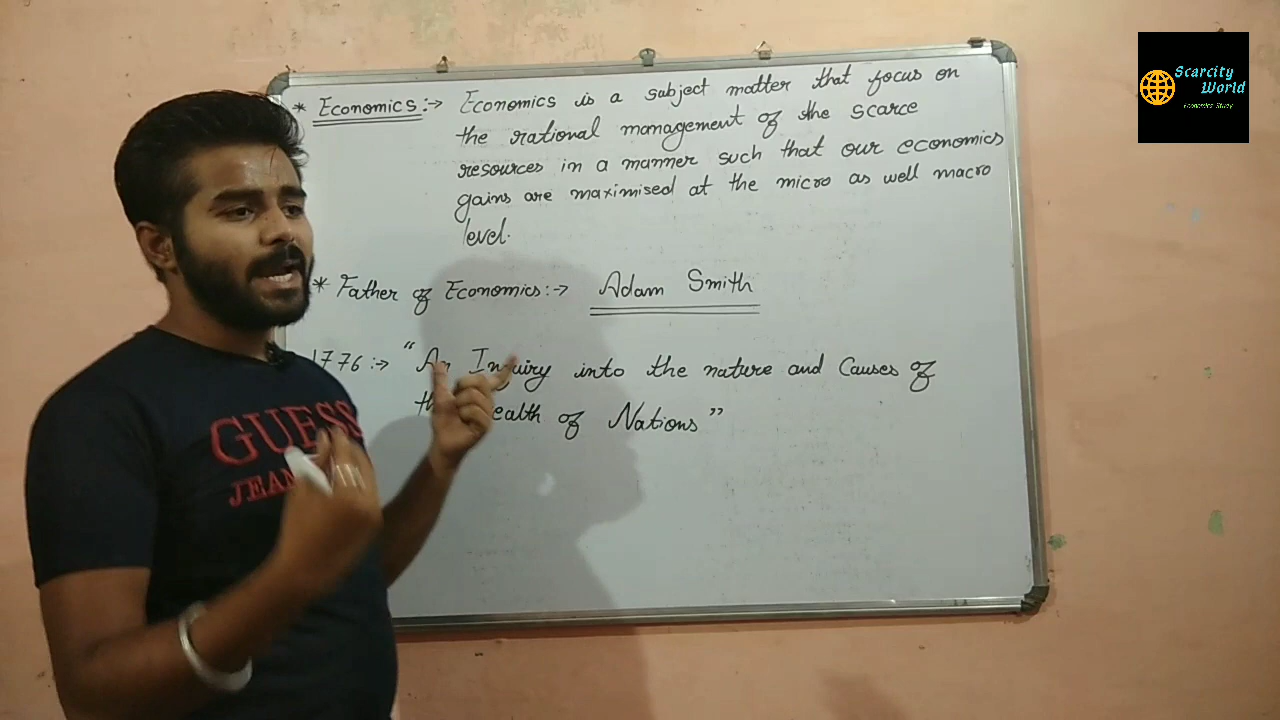 * Economics :-> Economics is a subject matter that focus on
the rational management of the scarce
resources in a manner such that our economics
gains are maximised at the micro as well macro
level.
* Father of Economics :-> Adam Smith
1776 :-> "An Inquiry into the nature and Causes of
ealth of Nations"
GUESS
JEAN
Scarcity
World
Economics Study